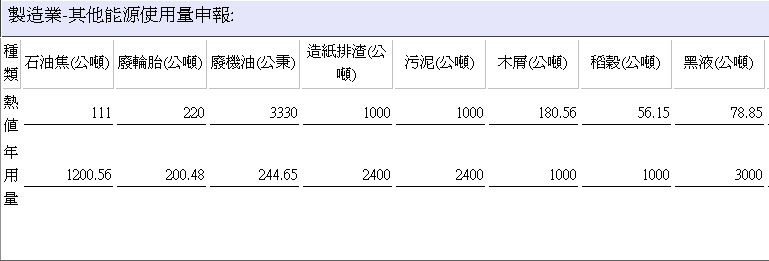 製造業-其他能源使用量申報:
種類 石油焦(公噸) 廢輪胎(公噸) 廢機油(公秉) 造紙排渣(公噸) 污泥(公噸) 木屑(公噸) 稻穀(公噸) 黑液(公噸)
熱值 111 220 3330 1000 1000 180.56 56.15 78.85
年用量 1200.56 200.48 244.65 2400 2400 1000 1000 3000